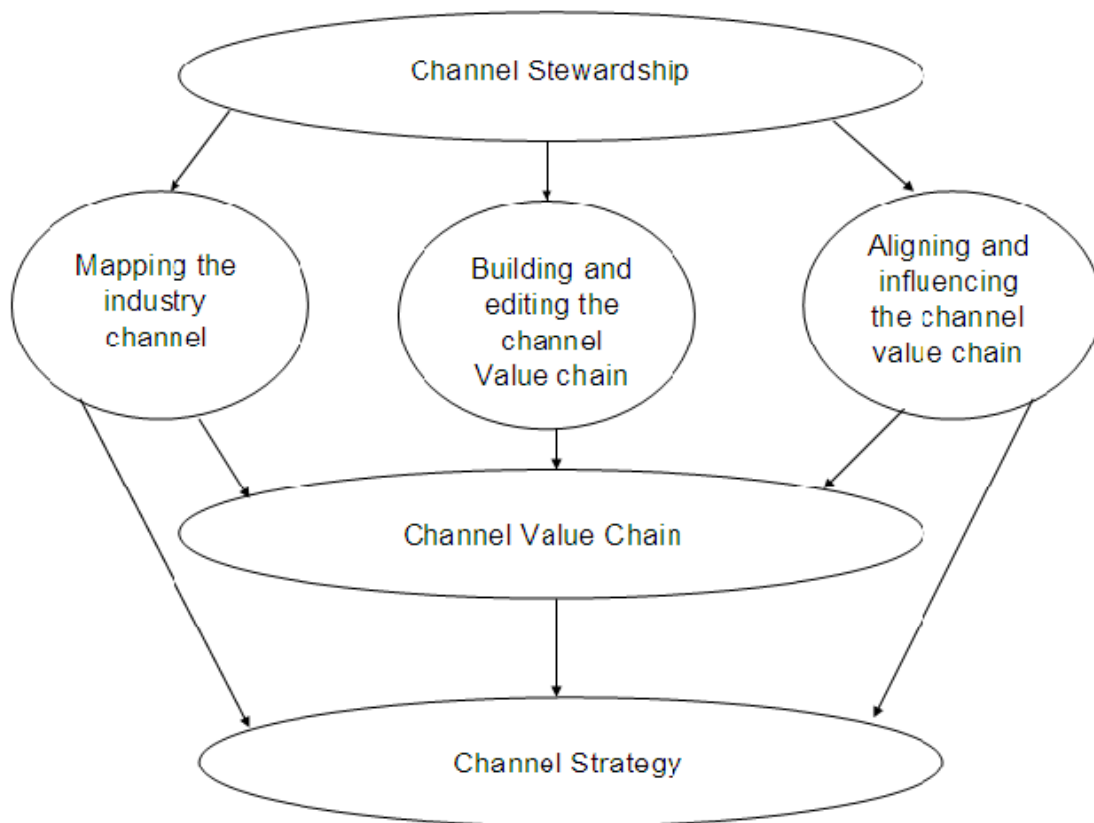 Channel Stewardship
Mapping the
industry
channel
Building and
editing the
channel
Value chain
Aligning and
influencing
the channel
value chain
Channel Value Chain
Channel Strategy